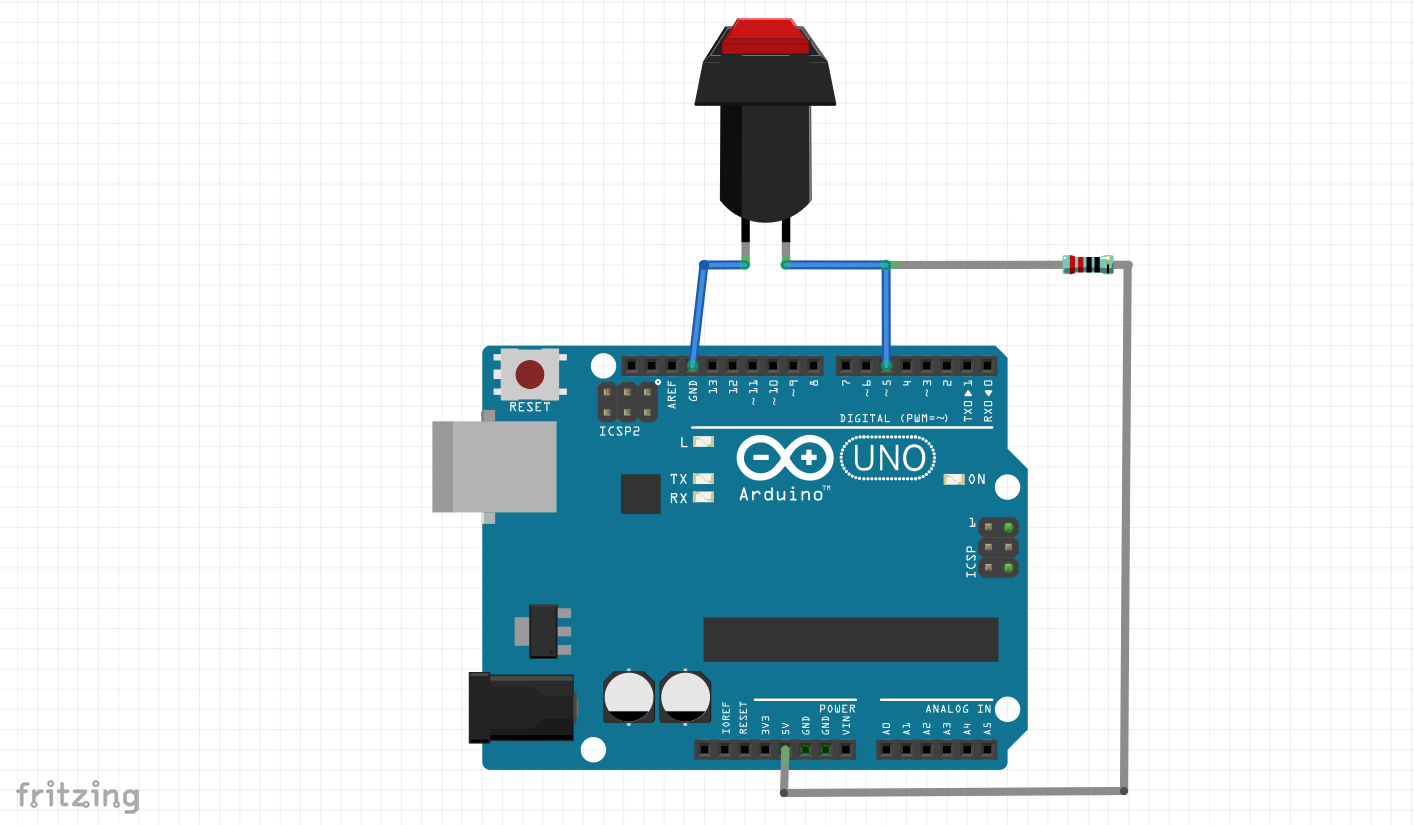 RESET
ICSP2
AREF
GND
13
12
~11
~10
~9
8
7
~6
~5
4
~3
2
TX0▶1
RX0◀0
DIGITAL (PWM=~)
L
TX
RX
UNO
Arduino™
ON
1
ICSP
IOREF
RESET
3V3
5V
GND
GND
VIN
POWER
ANALOG IN
A0
A1
A2
A3
A4
A5
fritzing